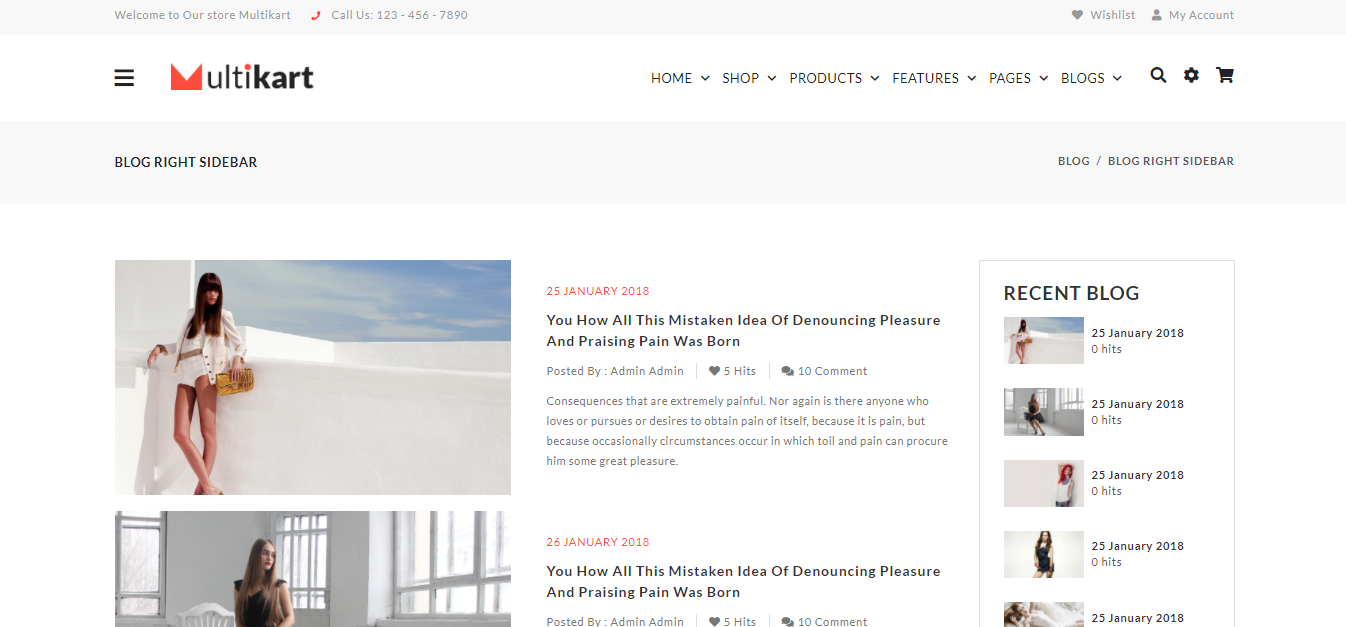 Welcome to Our store Multikart
Call Us: 123 - 456 - 7890
Wishlist
My Account
Multikart
HOME SHOP PRODUCTS FEATURES PAGES BLOGS
BLOG RIGHT SIDEBAR
BLOG / BLOG RIGHT SIDEBAR
25 JANUARY 2018
You How All This Mistaken Idea Of Denouncing Pleasure
And Praising Pain Was Born
Posted By : Admin Admin
5 Hits
10 Comment
Consequences that are extremely painful. Nor again is there anyone who
loves or pursues or desires to obtain pain of itself, because it is pain, but
because occasionally circumstances occur in which toil and pain can procure
him some great pleasure.
26 JANUARY 2018
You How All This Mistaken Idea Of Denouncing Pleasure
And Praising Pain Was Born
Posted By : Admin Admin
5 Hits
10 Comment
RECENT BLOG
25 January 2018
0 hits
25 January 2018
0 hits
25 January 2018
0 hits
25 January 2018
0 hits
25 January 2018